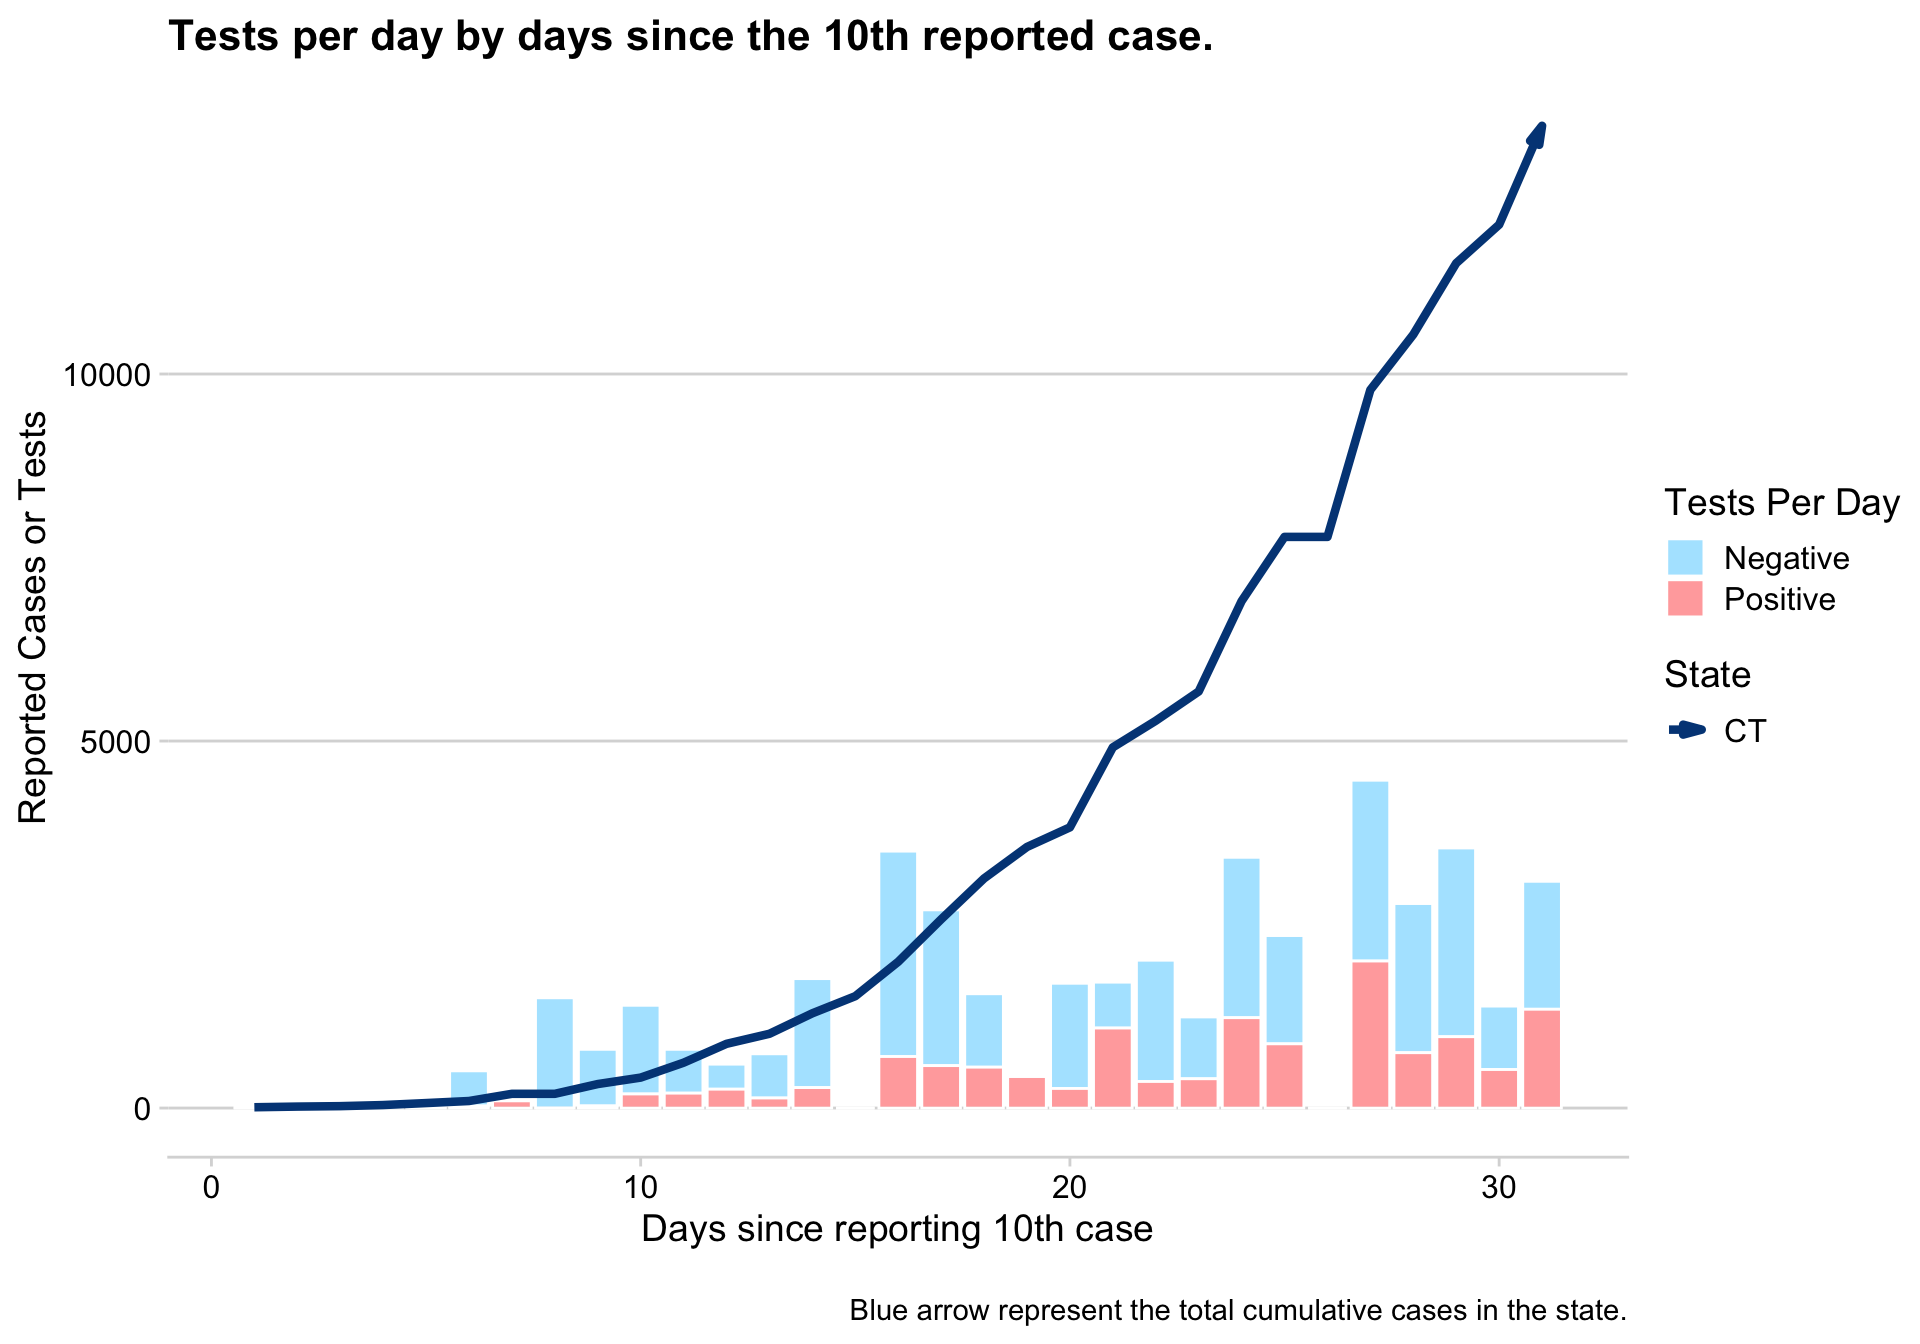 Tests per day by days since the 10th reported case.
Reported Cases or Tests
10000
5000
0
0 10 20 30
Days since reporting 10th case
Tests Per Day
Negative
Positive
State
CT
Blue arrow represent the total cumulative cases in the state.